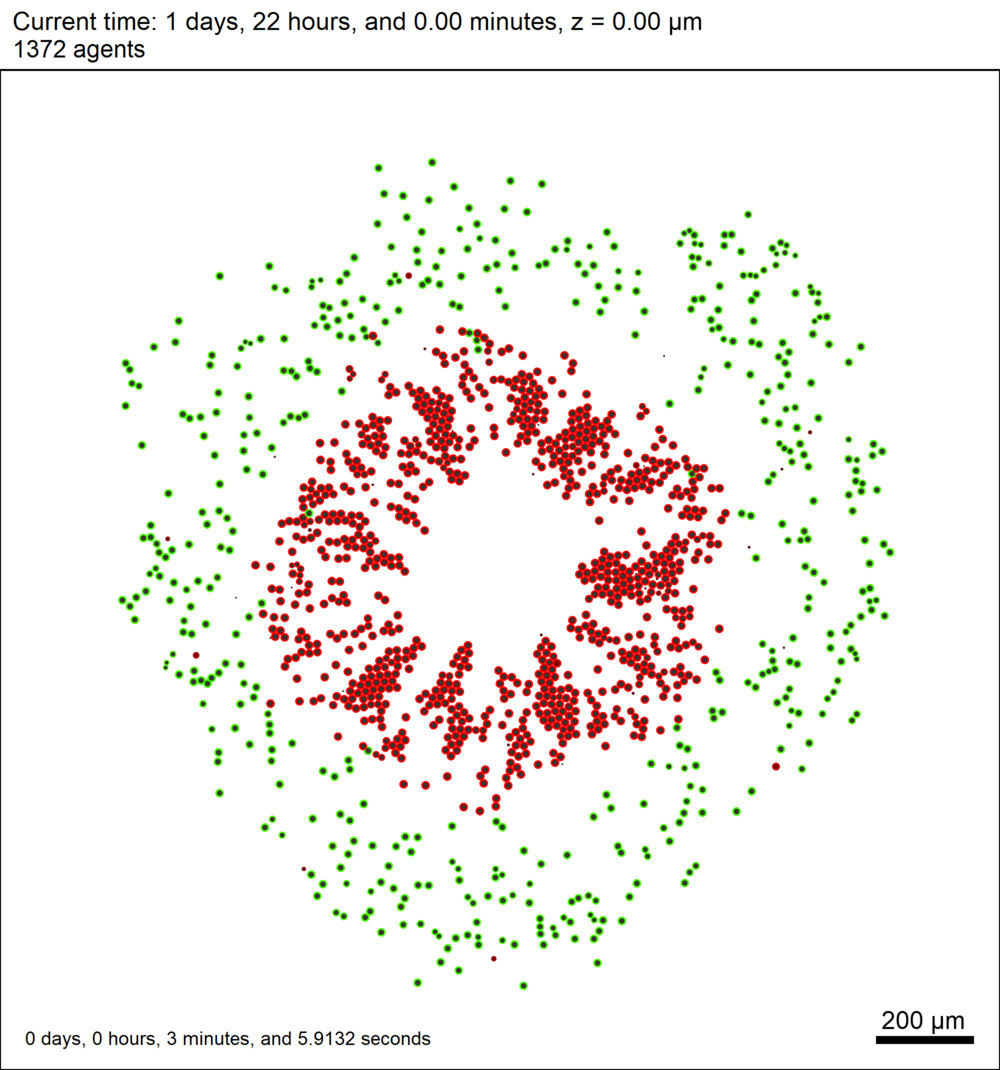 Current time: 1 days, 22 hours, and 0.00 minutes, z = 0.00 μm
1372 agents
200 μm
0 days, 0 hours, 3 minutes, and 5.9132 seconds